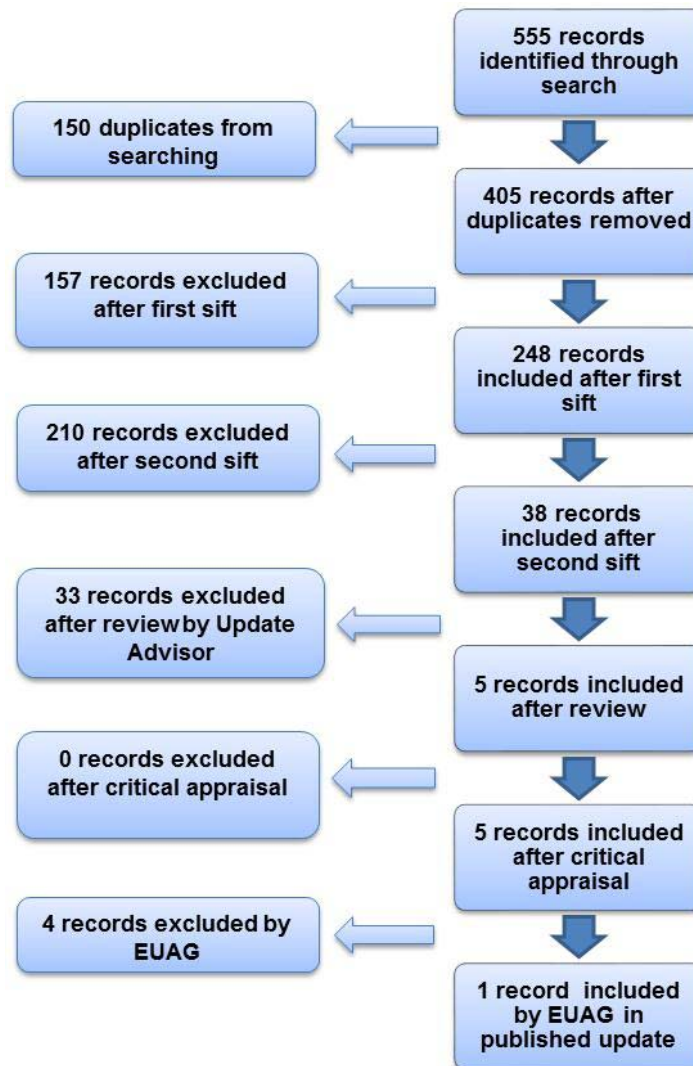 555 records
identified through
search
150 duplicates from
searching
405 records after
duplicates removed
157 records excluded
after first sift
248 records
included after first
sift
210 records excluded
after second sift
38 records
included after
second sift
33 records excluded
after review by Update
Advisor
5 records included
after review
0 records excluded
after critical appraisal
5 records included
after critical
appraisal
4 records excluded by
EUAG
1 record included
by EUAG in
published update